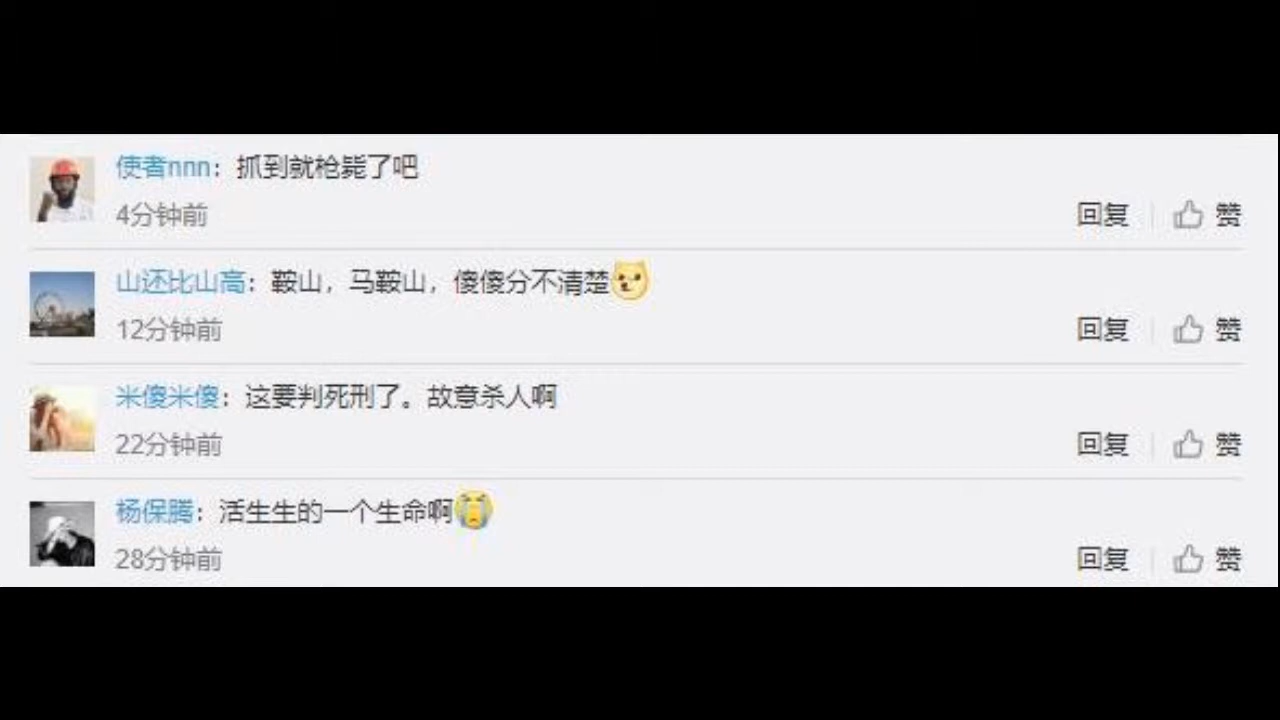 使者nnn：抓到就枪毙了吧
4分钟前 回复 赞
山还比山高：鞍山，马鞍山，傻傻分不清楚
12分钟前 回复 赞
米傻米傻：这要判死刑了。故意杀人啊
22分钟前 回复 赞
杨保腾：活生生的一个生命啊
28分钟前 回复 赞